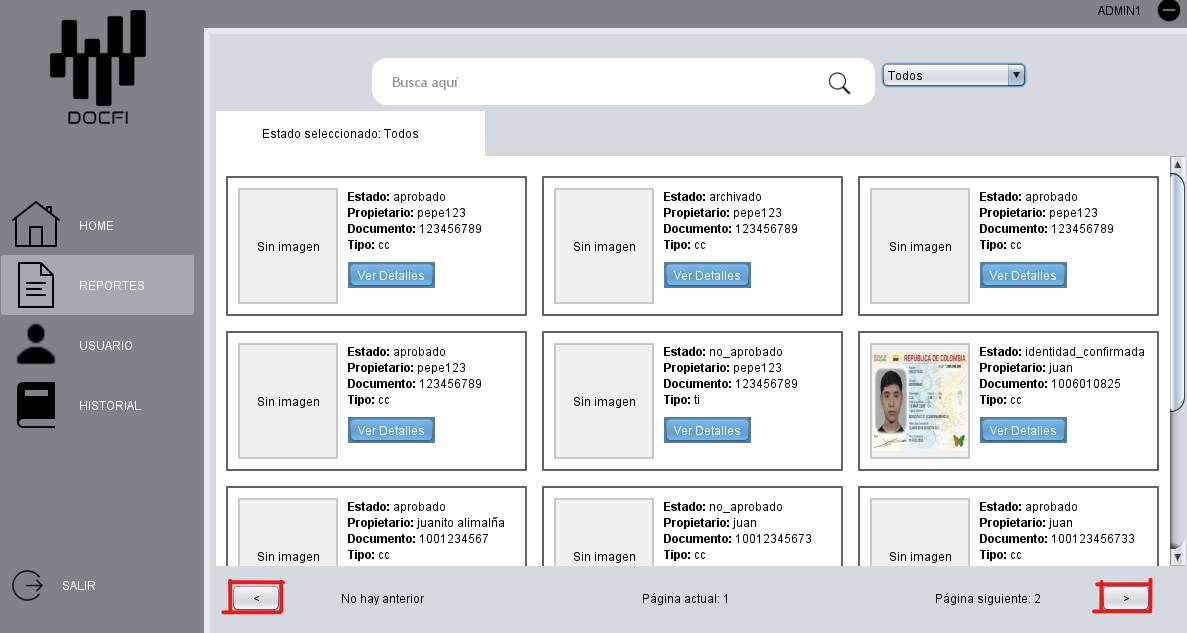 ADMIN1
DOCFI
Busca aquí
Todos
Estado seleccionado: Todos
HOME
REPORTES
USUARIO
HISTORIAL
SALIR
Sin imagen
Estado: aprobado
Propietario: pepe123
Documento: 123456789
Tipo: cc
Ver Detalles
Sin imagen
Estado: archivado
Propietario: pepe123
Documento: 123456789
Tipo: cc
Ver Detalles
Sin imagen
Estado: aprobado
Propietario: pepe123
Documento: 123456789
Tipo: cc
Ver Detalles
Sin imagen
Estado: aprobado
Propietario: pepe123
Documento: 123456789
Tipo: cc
Ver Detalles
Sin imagen
Estado: no_aprobado
Propietario: pepe123
Documento: 123456789
Tipo: ti
Ver Detalles
REPÚBLICA DE COLOMBIA
Estado: identidad_confirmada
Propietario: juan
Documento: 1006010825
Tipo: cc
Ver Detalles
Sin imagen
Estado: aprobado
Propietario: juanito alimalña
Documento: 1001234567
Tipo: cc
Sin imagen
Estado: no_aprobado
Propietario: juan
Documento: 10012345673
Tipo: cc
Sin imagen
Estado: aprobado
Propietario: juan
Documento: 100123456733
Tipo: cc
<
No hay anterior
Página actual: 1
Página siguiente: 2
>